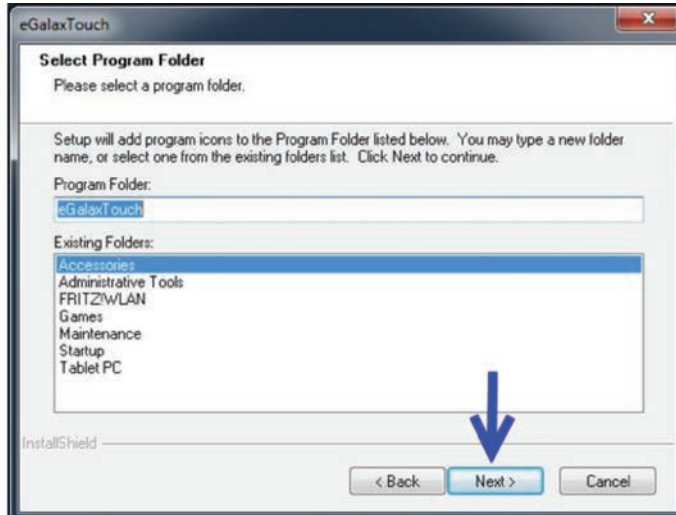 eGalaxTouch
Select Program Folder
Please select a program folder.
Setup will add program icons to the Program Folder listed below. You may type a new folder
name, or select one from the existing folders list. Click Next to continue.
Program Folder:
eGalaxTouch
Existing Folders:
Accessories
Administrative Tools
FRITZ!WLAN
Games
Maintenance
Startup
Tablet PC
InstallShield
< Back Next > Cancel